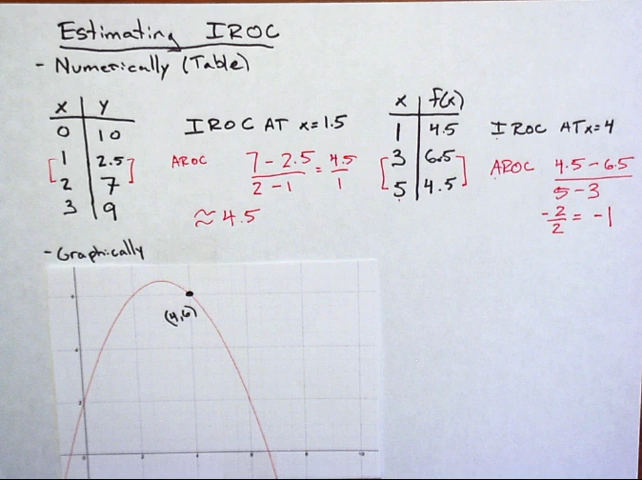 Estimating IROC
- Numerically (Table)
x | y
0 | 10
1 | 2.5
2 | 7
3 | 9
IROC AT x=1.5
AROC 7 - 2.5 / 2 - 1 = 4.5 / 1
≈ 4.5
x | f(x)
1 | 4.5
3 | 6.5
5 | 4.5
IROC AT x=4
AROC 4.5 - 6.5 / 5 - 3
-2 / 2 = -1
- Graphically
(4,6)